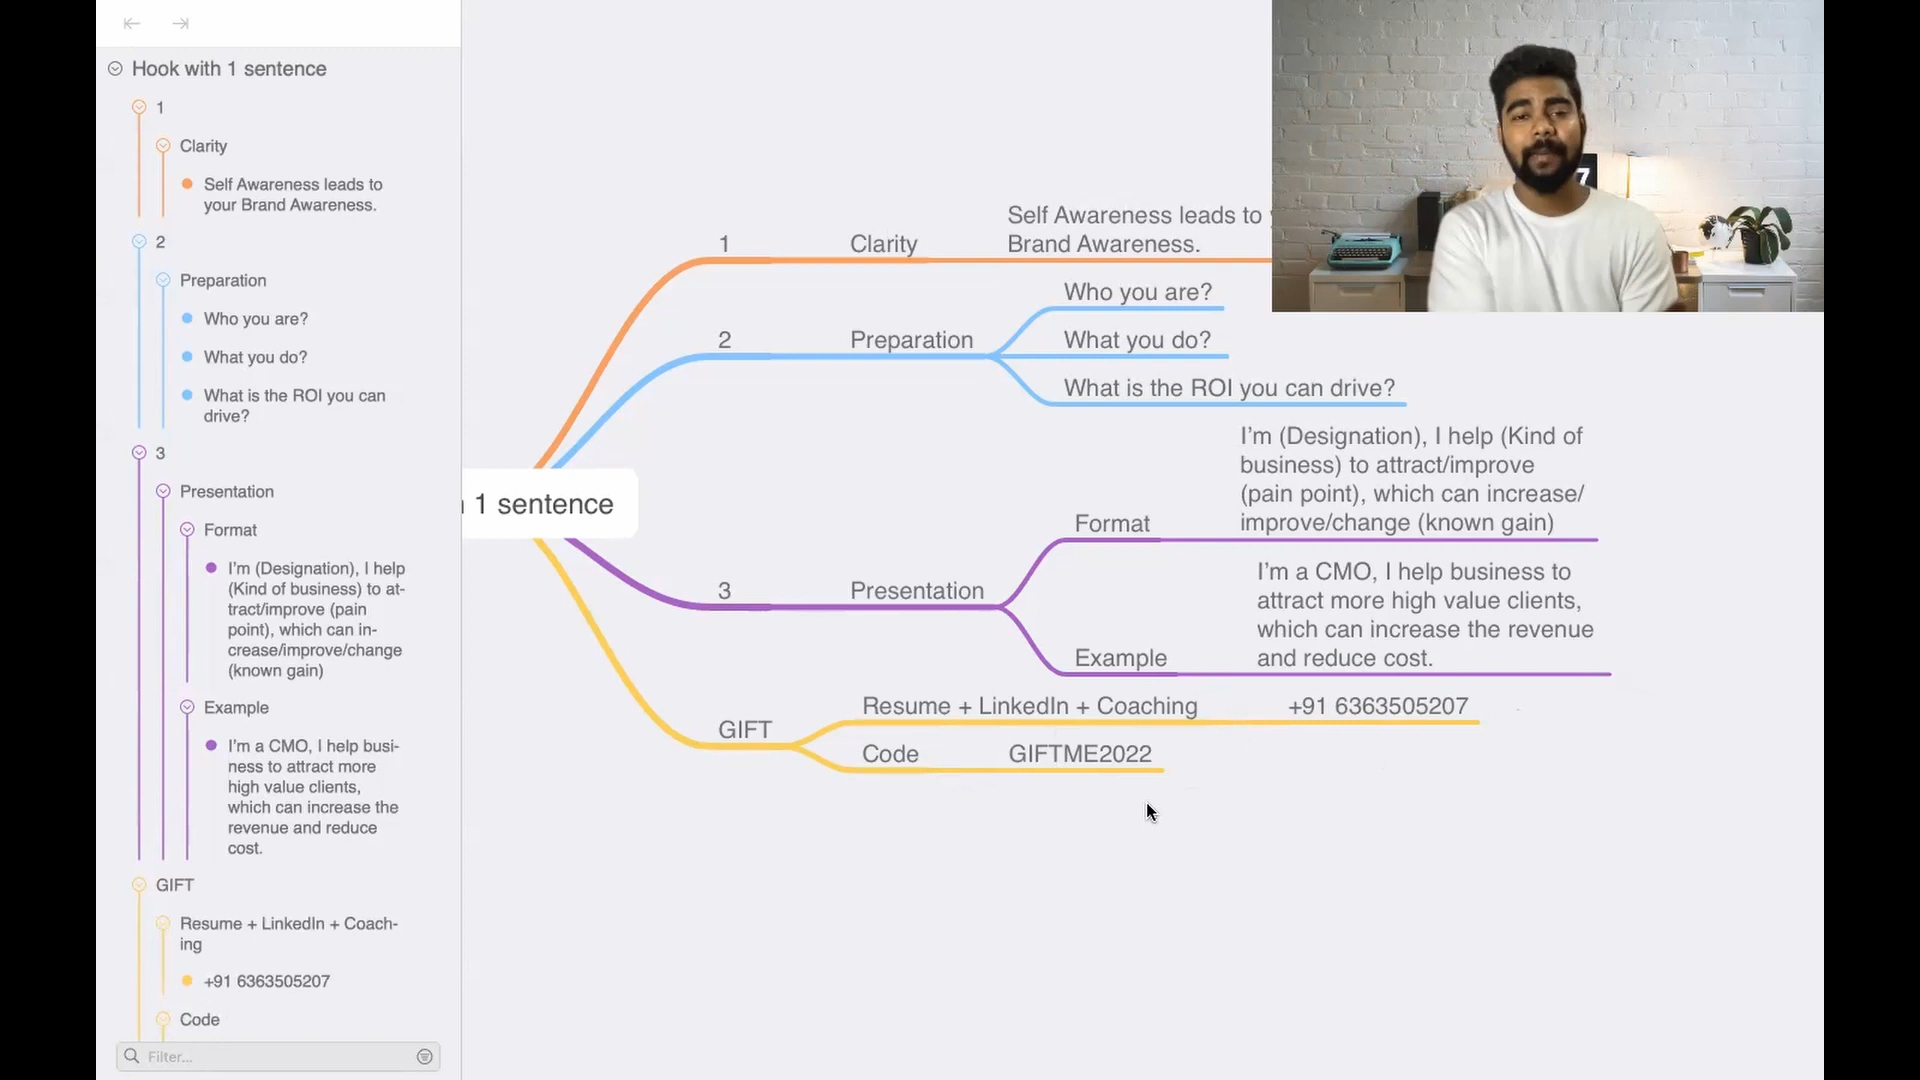 Hook with 1 sentence
1
Clarity
Self Awareness leads to
your Brand Awareness.
2
Preparation
Who you are?
What you do?
What is the ROI you can
drive?
3
Presentation
Format
I'm (Designation), I help
(Kind of business) to at-
tract/improve (pain
point), which can in-
crease/improve/change
(known gain)
Example
I'm a CMO, I help busi-
ness to attract more
high value clients,
which can increase the
revenue and reduce
cost.
GIFT
Resume + LinkedIn + Coach-
ing
+91 6363505207
Code
Filter...
1 sentence
1
Clarity
Self Awareness leads to
Brand Awareness.
2
Preparation
Who you are?
What you do?
What is the ROI you can drive?
3
Presentation
Format
I'm (Designation), I help (Kind of
business) to attract/improve
(pain point), which can increase/
improve/change (known gain)
Example
I'm a CMO, I help business to
attract more high value clients,
which can increase the revenue
and reduce cost.
GIFT
Resume + LinkedIn + Coaching
+91 6363505207
Code
GIFTME2022
7